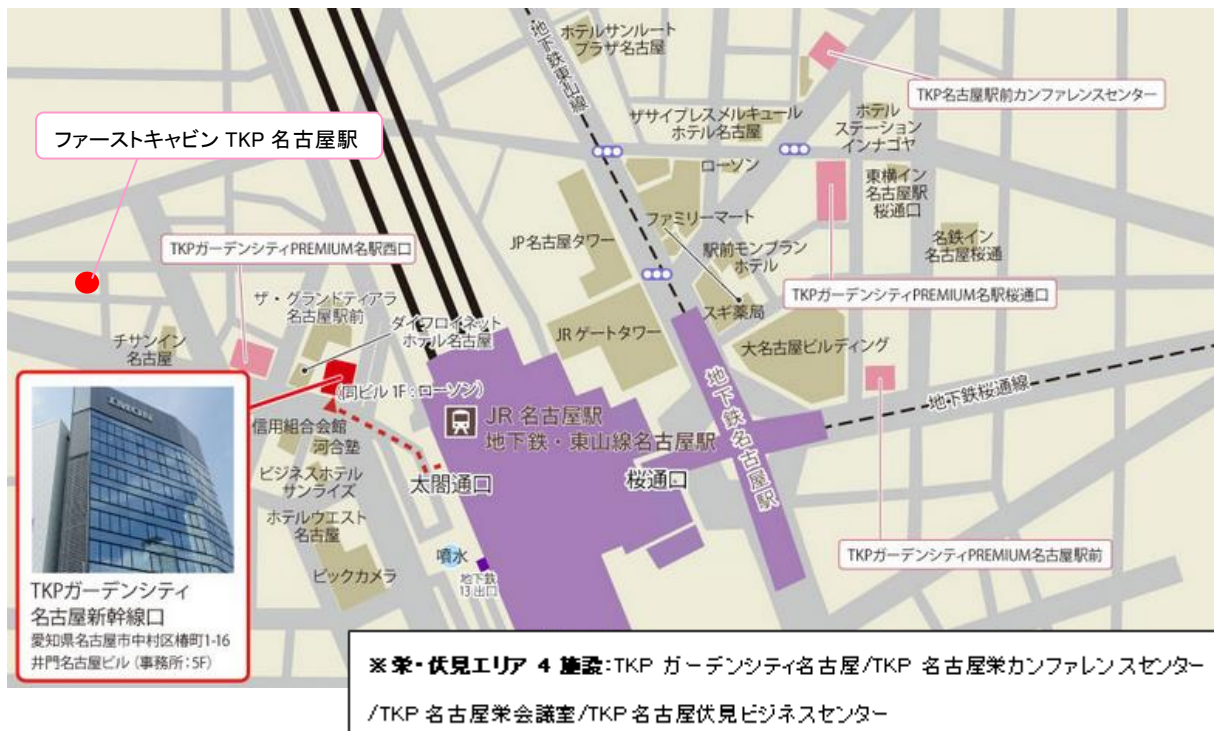 ホテルサンルート
プラザ名古屋
地下鉄東山線
TKP名古屋駅前カンファレンスセンター
ファーストキャビン TKP 名古屋駅
ザサイプレスメルキュール
ホテル名古屋
ホテル
ステーション
インナゴヤ
ローソン
東横イン
名古屋駅
桜通口
ファミリーマート
JP名古屋タワー
駅前モンブラン
ホテル
名鉄イン
名古屋桜通
TKPガーデンシティPREMIUM名駅西口
TKPガーデンシティPREMIUM名駅桜通口
ザ・グランドティアラ
名古屋駅前
スギ薬局
ダイワロイネット
ホテル名古屋
JRゲートタワー
大名古屋ビルディング
チサンイン
名古屋
(同ビル1F:ローソン)
地下鉄桜通線
地下鉄名古屋駅
JR 名古屋駅
地下鉄・東山線名古屋駅
信用組合会館
河合塾
太閤通口
桜通口
ビジネスホテル
サンライズ
ホテルウエスト
名古屋
噴水
地下鉄
13出口
ビックカメラ
TKPガーデンシティPREMIUM名古屋駅前
IMON
TKPガーデンシティ
名古屋新幹線口
愛知県名古屋市中村区椿町1-16
井門名古屋ビル(事務所:5F)
※栄・伏見エリア 4 施設:TKP ガーデンシティ名古屋/TKP 名古屋栄カンファレンスセンター
/TKP 名古屋栄会議室/TKP 名古屋伏見ビジネスセンター